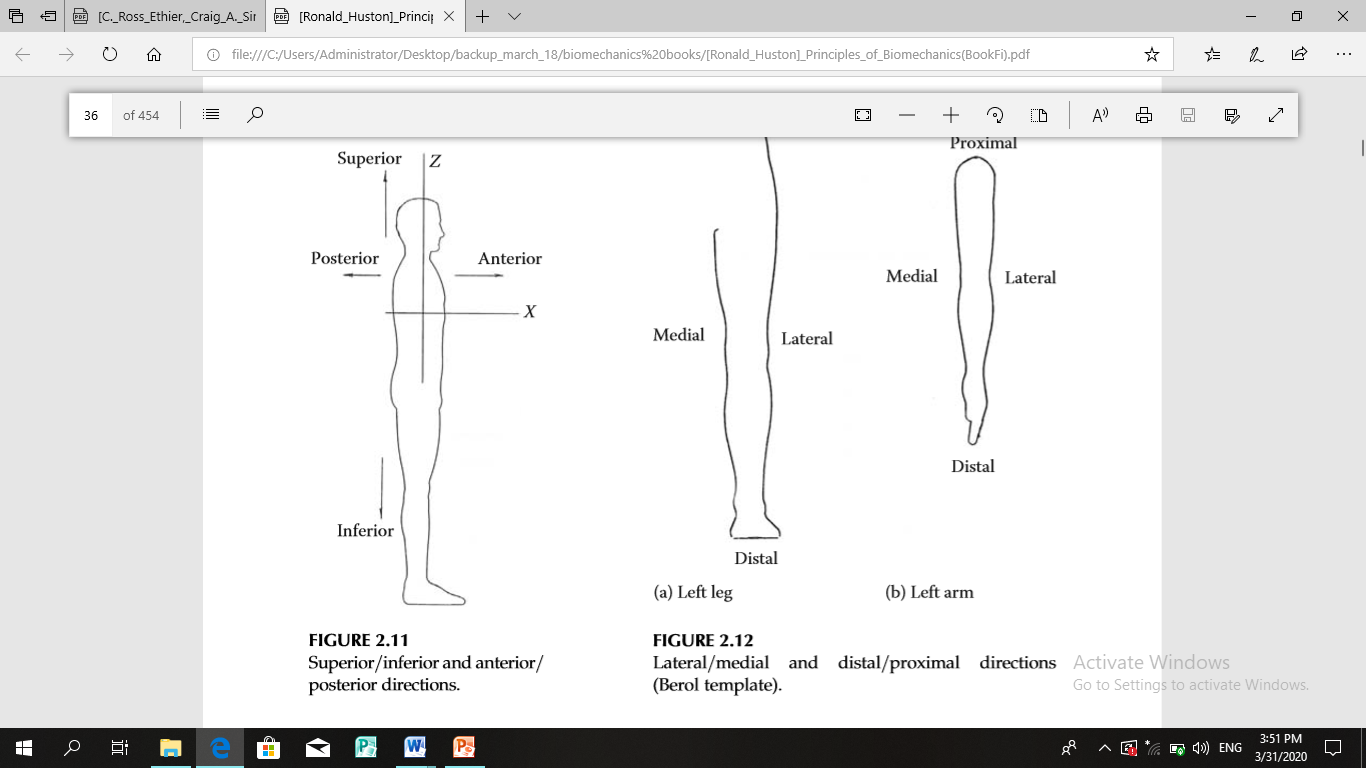 [C._Ross_Ethier,_Craig_A._Sir
[Ronald_Huston]_Princip
file:///C:/Users/Administrator/Desktop/backup_march_18/biomechanics%20books/[Ronald_Huston]_Principles_of_Biomechanics(BookFi).pdf
36 of 454
Superior
Z
Posterior
Anterior
X
Inferior
FIGURE 2.11
Superior/inferior and anterior/
posterior directions.
Medial
Lateral
Distal
(a) Left leg
Proximal
Medial
Lateral
Distal
(b) Left arm
FIGURE 2.12
Lateral/medial and distal/proximal directions
(Berol template).
Activate Windows
Go to Settings to activate Windows.
ENG
3:51 PM
3/31/2020